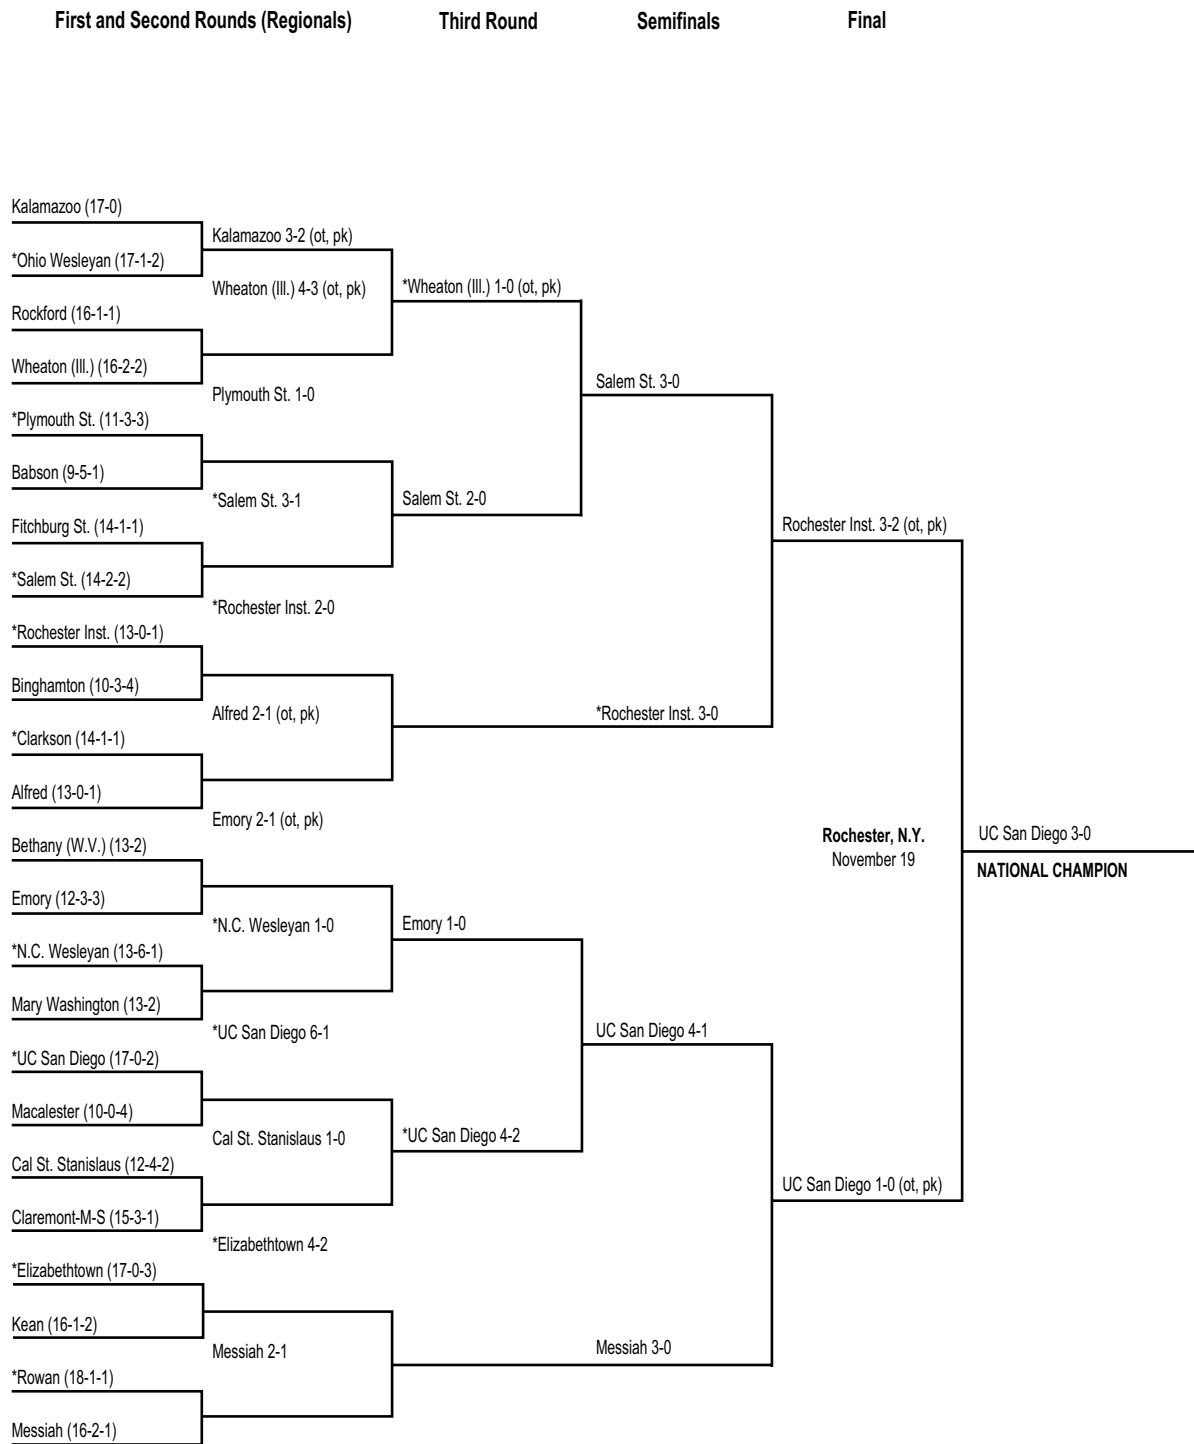 First and Second Rounds (Regionals) Third Round Semifinals Final
Kalamazoo (17-0)
*Ohio Wesleyan (17-1-2)
Rockford (16-1-1)
Wheaton (Ill.) (16-2-2)
*Plymouth St. (11-3-3)
Babson (9-5-1)
Fitchburg St. (14-1-1)
*Salem St. (14-2-2)
*Rochester Inst. (13-0-1)
Binghamton (10-3-4)
*Clarkson (14-1-1)
Alfred (13-0-1)
Bethany (W.V.) (13-2)
Emory (12-3-3)
*N.C. Wesleyan (13-6-1)
Mary Washington (13-2)
*UC San Diego (17-0-2)
Macalester (10-0-4)
Cal St. Stanislaus (12-4-2)
Claremont-M-S (15-3-1)
*Elizabethtown (17-0-3)
Kean (16-1-2)
*Rowan (18-1-1)
Messiah (16-2-1)
Kalamazoo 3-2 (ot, pk)
Wheaton (Ill.) 4-3 (ot, pk)
Plymouth St. 1-0
*Salem St. 3-1
*Rochester Inst. 2-0
Alfred 2-1 (ot, pk)
Emory 2-1 (ot, pk)
*N.C. Wesleyan 1-0
*UC San Diego 6-1
Cal St. Stanislaus 1-0
*Elizabethtown 4-2
Messiah 2-1
*Wheaton (Ill.) 1-0 (ot, pk)
Salem St. 2-0
Emory 1-0
*UC San Diego 4-2
Salem St. 3-0
*Rochester Inst. 3-0
UC San Diego 4-1
Messiah 3-0
Rochester Inst. 3-2 (ot, pk)
UC San Diego 1-0 (ot, pk)
Rochester, N.Y.
November 19
UC San Diego 3-0
NATIONAL CHAMPION